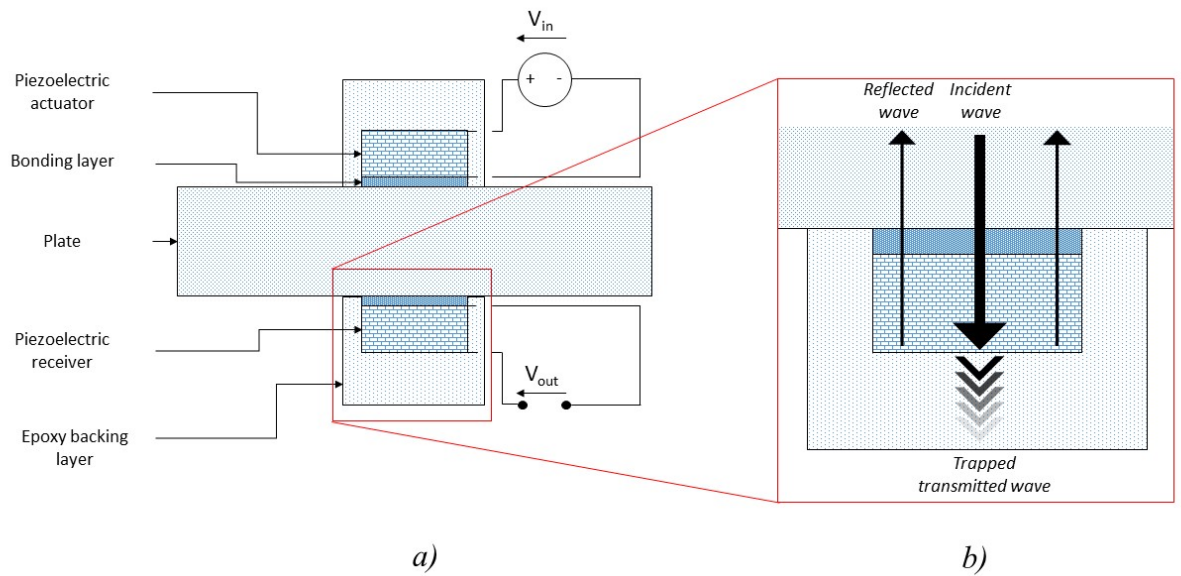 V_in
+ -
Piezoelectric
actuator
Bonding layer
Plate
Piezoelectric
receiver
V_out
Epoxy backing
layer
Reflected Incident
wave wave
Trapped
transmitted wave
a)
b)